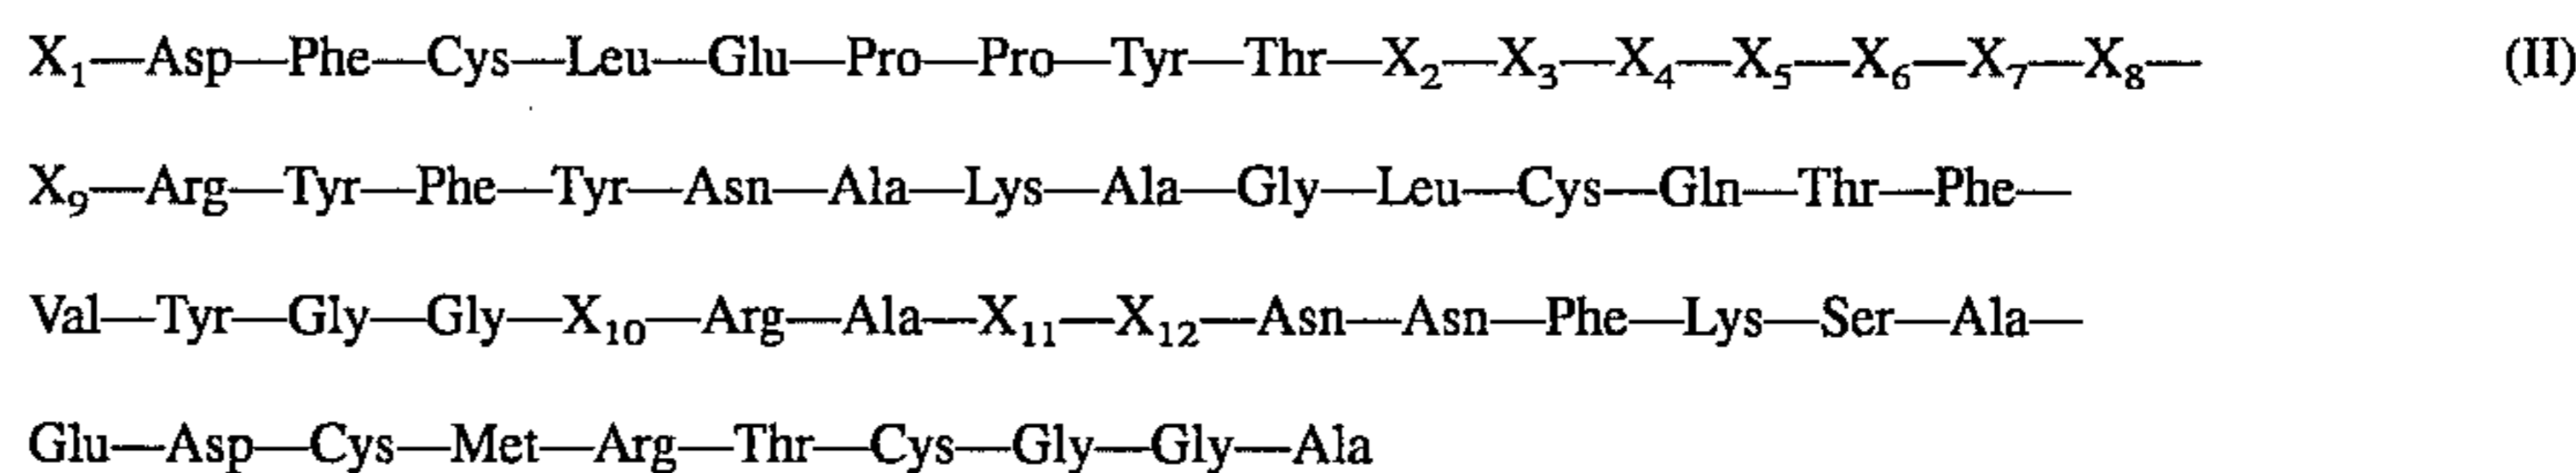 X₁—Asp—Phe—Cys—Leu—Glu—Pro—Pro—Tyr—Thr—X₂—X₃—X₄—X₅—X₆—X₇—X₈— (II)
X₉—Arg—Tyr—Phe—Tyr—Asn—Ala—Lys—Ala—Gly—Leu—Cys—Gln—Thr—Phe—
Val—Tyr—Gly—Gly—X₁₀—Arg—Ala—X₁₁—X₁₂—Asn—Asn—Phe—Lys—Ser—Ala—
Glu—Asp—Cys—Met—Arg—Thr—Cys—Gly—Gly—Ala